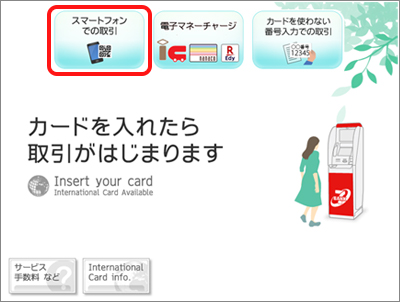 スマートフォン
での取引
電子マネーチャージ
nanaco
R
Edy
カードを使わない
番号入力での取引
12345
カードを入れたら
取引がはじまります
Insert your card
International Card Available
サービス
手数料 など
International
Card info.